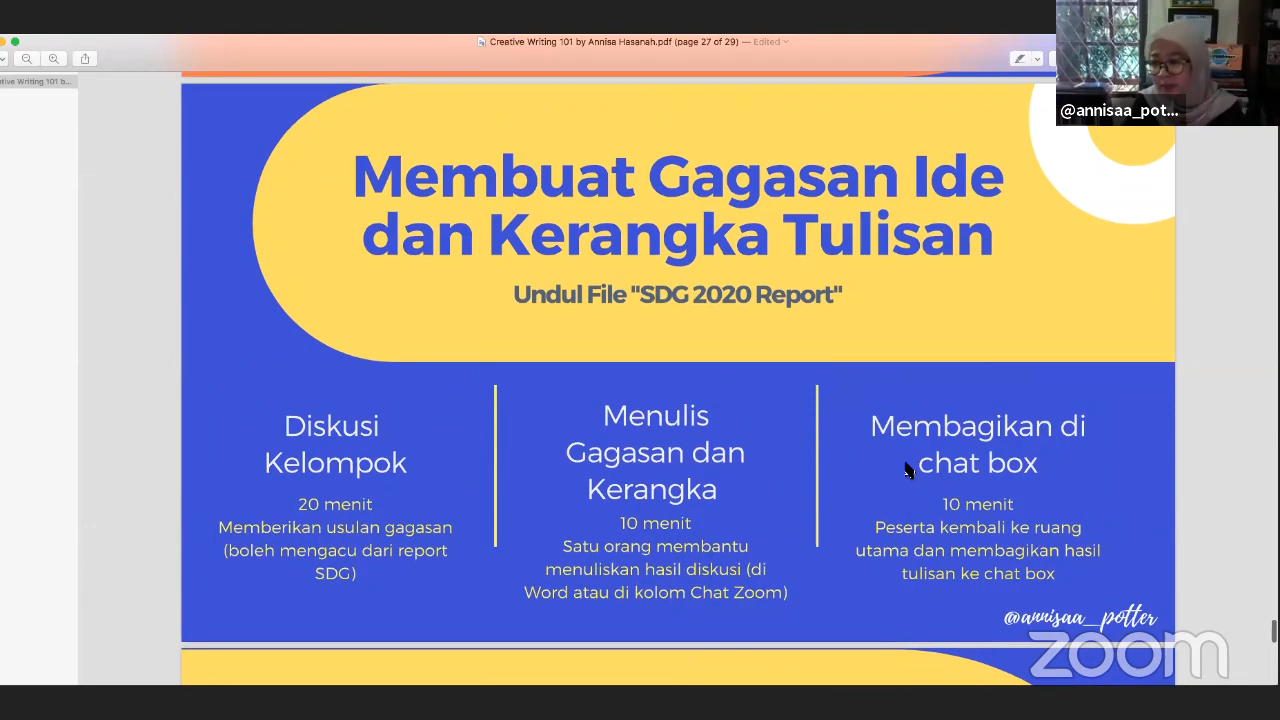 Creative Writing 101 by Annisa Hasanah.pdf (page 27 of 29) — Edited
@annisaa_pot...
Membuat Gagasan Ide
dan Kerangka Tulisan
Undul File "SDG 2020 Report"
Diskusi
Kelompok
20 menit
Memberikan usulan gagasan
(boleh mengacu dari report
SDG)
Menulis
Gagasan dan
Kerangka
10 menit
Satu orang membantu
menuliskan hasil diskusi (di
Word atau di kolom Chat Zoom)
Membagikan di
chat box
10 menit
Peserta kembali ke ruang
utama dan membagikan hasil
tulisan ke chat box
@annisaa_potter
zoom